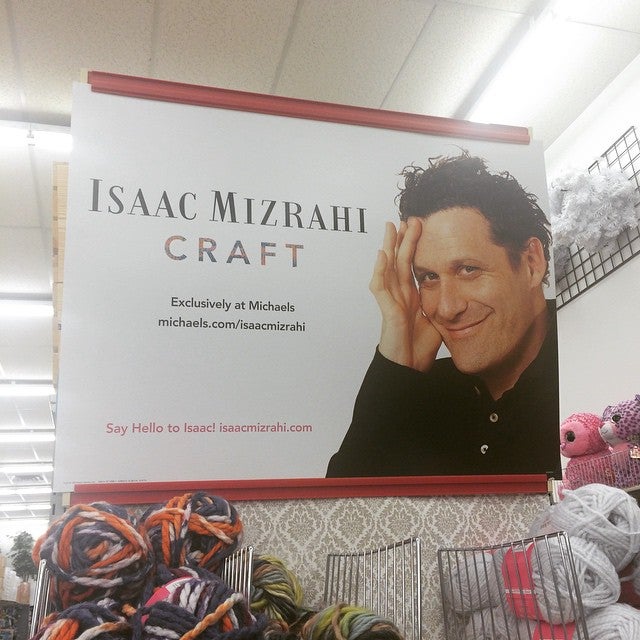 ISAAC MIZRAHI
CRAFT
Exclusively at Michaels
michaels.com/isaacmizrahi
Say Hello to Isaac! isaacmizrahi.com